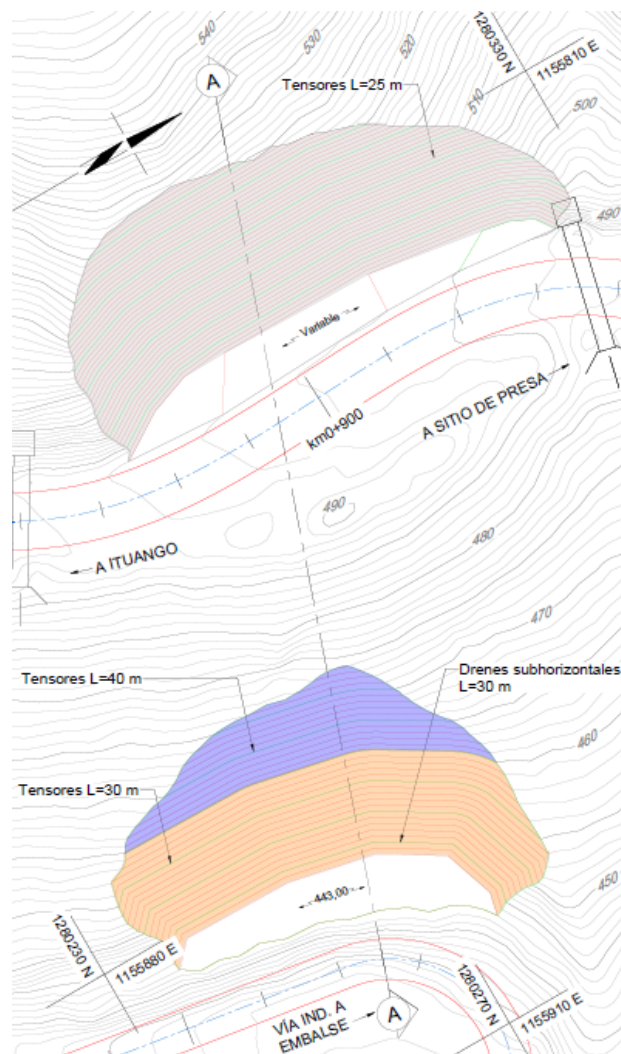 540
530
520
1280330 N
1155810 E
A
Tensores L=25 m
510
500
490
Variable
km0+900
A SITIO DE PRESA
490
A ITUANGO
480
470
Tensores L=40 m
Drenes subhorizontales
L=30 m
460
Tensores L=30 m
450
443,00
1280230 N
1155880 E
1280270 N
1155910 E
VÍA IND. A
EMBALSE
A